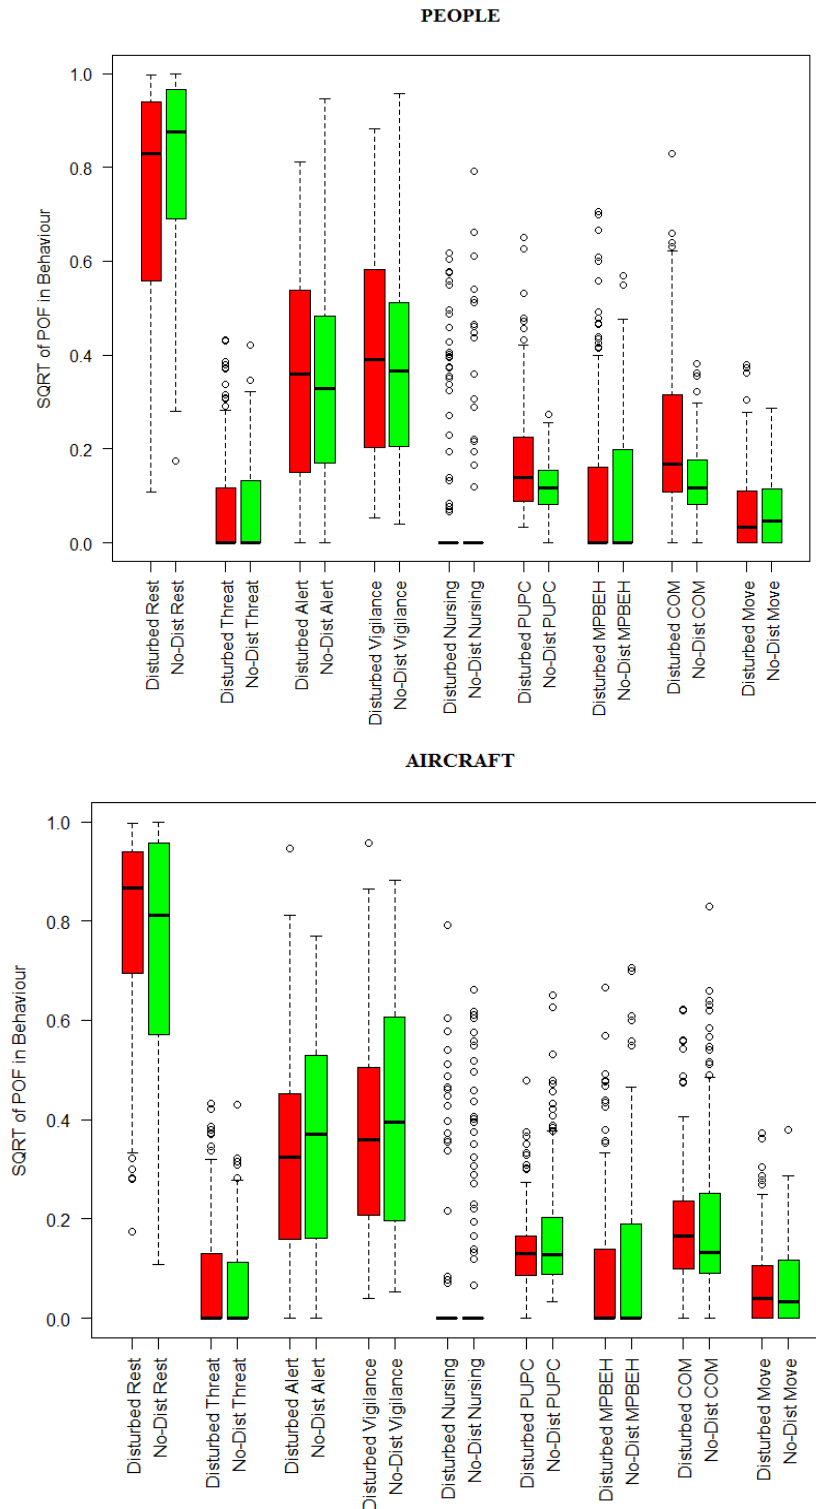 PEOPLE
1.0
0.8
0.6
0.4
0.2
0.0
SQRT of POF in Behaviour
Disturbed Rest
No-Dist Rest
Disturbed Threat
No-Dist Threat
Disturbed Alert
No-Dist Alert
Disturbed Vigilance
No-Dist Vigilance
Disturbed Nursing
No-Dist Nursing
Disturbed PUPC
No-Dist PUPC
Disturbed MPBEH
No-Dist MPBEH
Disturbed COM
No-Dist COM
Disturbed Move
No-Dist Move
AIRCRAFT
1.0
0.8
0.6
0.4
0.2
0.0
SQRT of POF in Behaviour
Disturbed Rest
No-Dist Rest
Disturbed Threat
No-Dist Threat
Disturbed Alert
No-Dist Alert
Disturbed Vigilance
No-Dist Vigilance
Disturbed Nursing
No-Dist Nursing
Disturbed PUPC
No-Dist PUPC
Disturbed MPBEH
No-Dist MPBEH
Disturbed COM
No-Dist COM
Disturbed Move
No-Dist Move